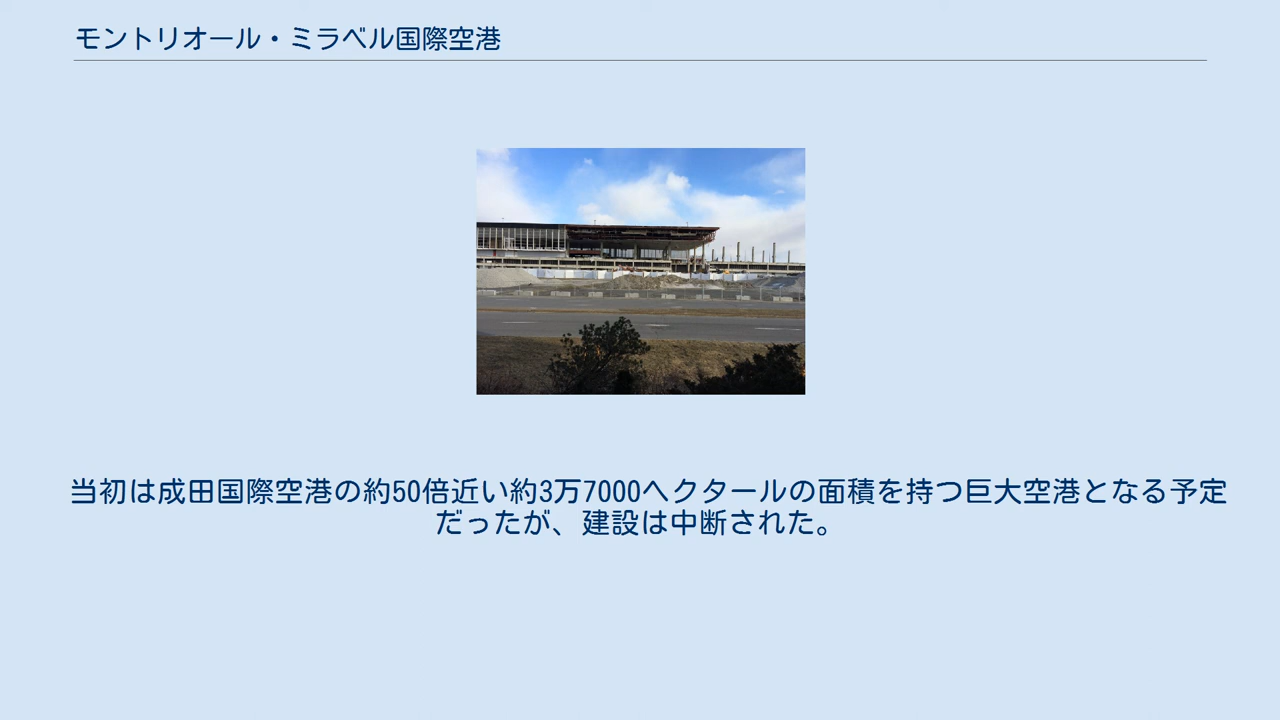 モントリオール・ミラベル国際空港
当初は成田国際空港の約50倍近い約3万7000ヘクタールの面積を持つ巨大空港となる予定
だったが、建設は中断された。